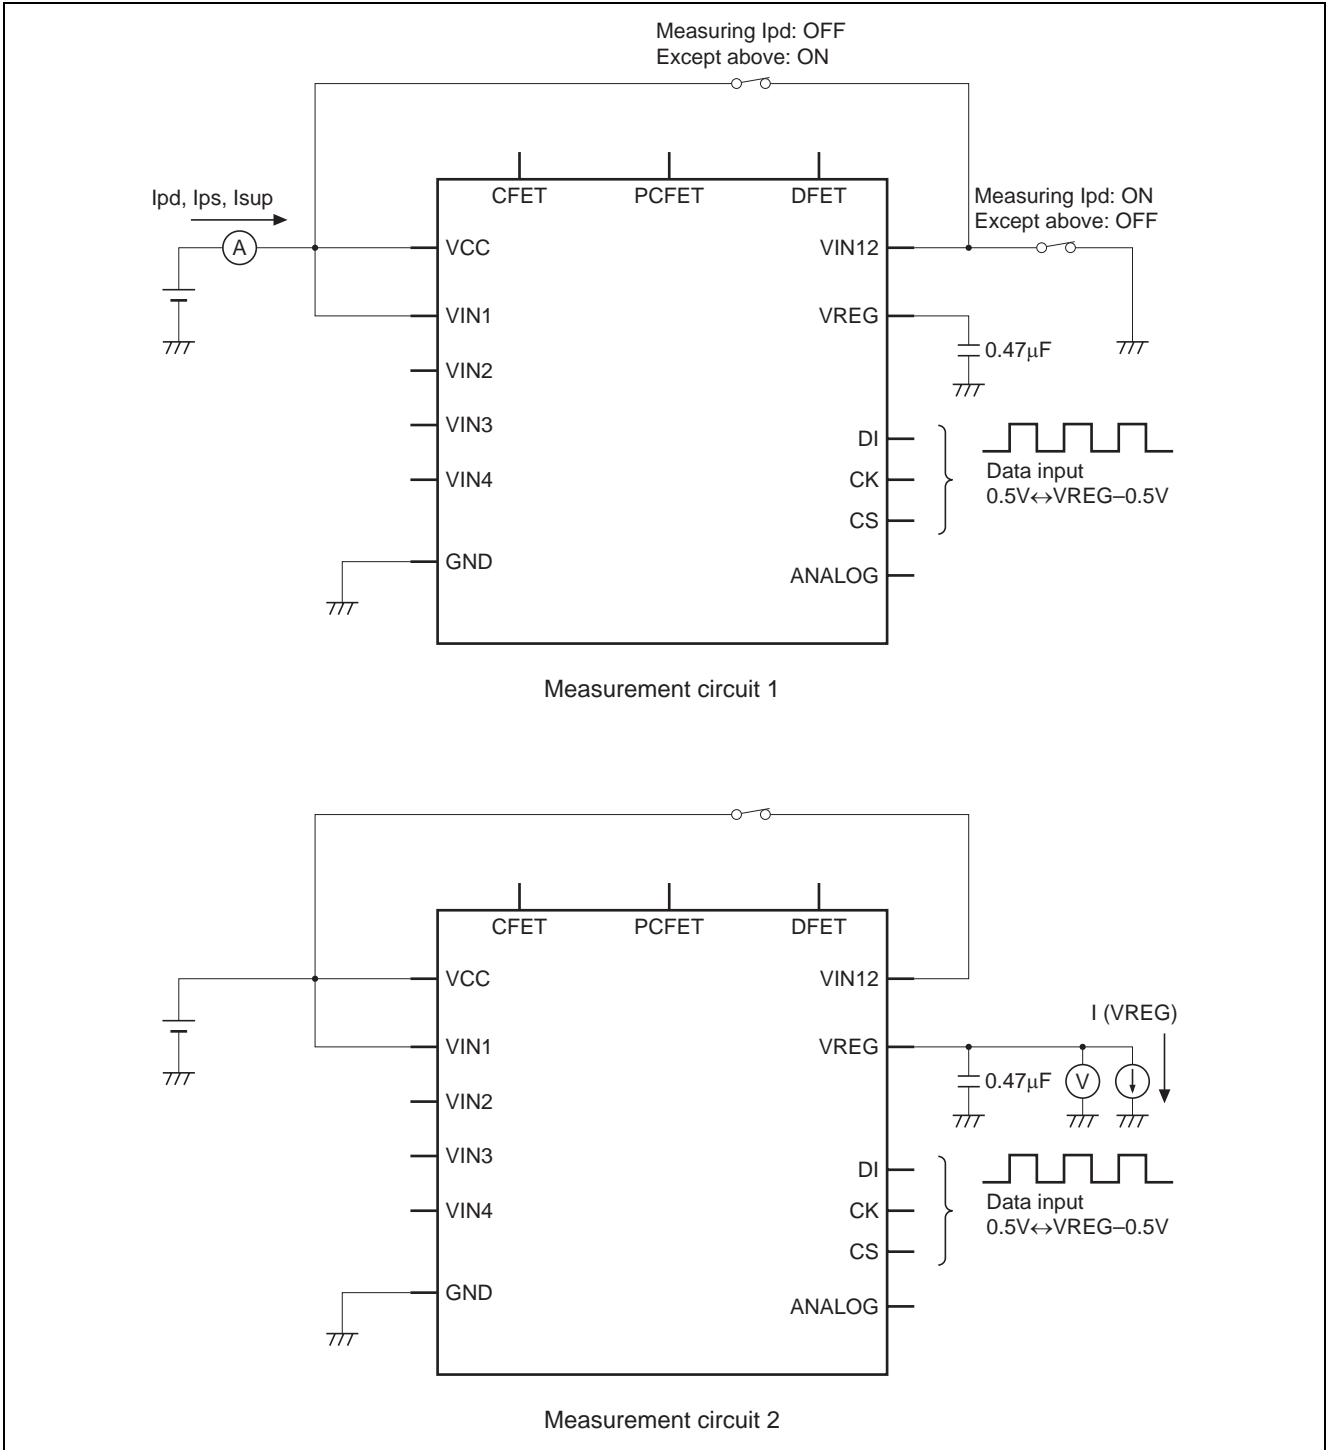 Measuring Ipd: OFF
Except above: ON
CFET
PCFET
DFET
Ipd, Ips, Isup
A
Measuring Ipd: ON
Except above: OFF
VCC
VIN12
VIN1
VREG
0.47μF
VIN2
VIN3
DI
Data input
0.5V↔VREG–0.5V
VIN4
CK
CS
GND
ANALOG
Measurement circuit 1
CFET
PCFET
DFET
VCC
VIN12
I (VREG)
VIN1
VREG
0.47μF
V
VIN2
VIN3
DI
Data input
0.5V↔VREG–0.5V
VIN4
CK
CS
GND
ANALOG
Measurement circuit 2